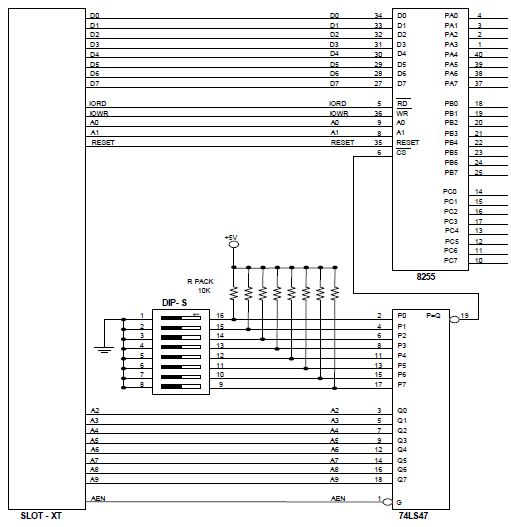 D0 D0 34 D0 PA0 4
D1 D1 33 D1 PA1 3
D2 D2 32 D2 PA2 2
D3 D3 31 D3 PA3 1
D4 D4 30 D4 PA4 40
D5 D5 29 D5 PA5 39
D6 D6 28 D6 PA6 38
D7 D7 27 D7 PA7 37
IORD IORD 5 RD PB0 18
IOWR IOWR 36 WR PB1 19
A0 A0 9 A0 PB2 20
A1 A1 8 A1 PB3 21
RESET RESET 35 RESET PB4 22
6 CS PB5 23
PB6 24
PB7 25
PC0 14
PC1 15
PC2 16
PC3 17
PC4 13
PC5 12
PC6 11
PC7 10
8255
+5V
R PACK
10K
DIP- S
1 16 2 P0 P=Q 19
2 15 4 P1
3 14 6 P2
4 13 8 P3
5 12 11 P4
6 11 13 P5
7 10 15 P6
8 9 17 P7
A2 A2 3 Q0
A3 A3 5 Q1
A4 A4 7 Q2
A5 A5 9 Q3
A6 A6 12 Q4
A7 A7 14 Q5
A8 A8 16 Q6
A9 A9 18 Q7
AEN AEN 1 G
SLOT - XT 74LS47